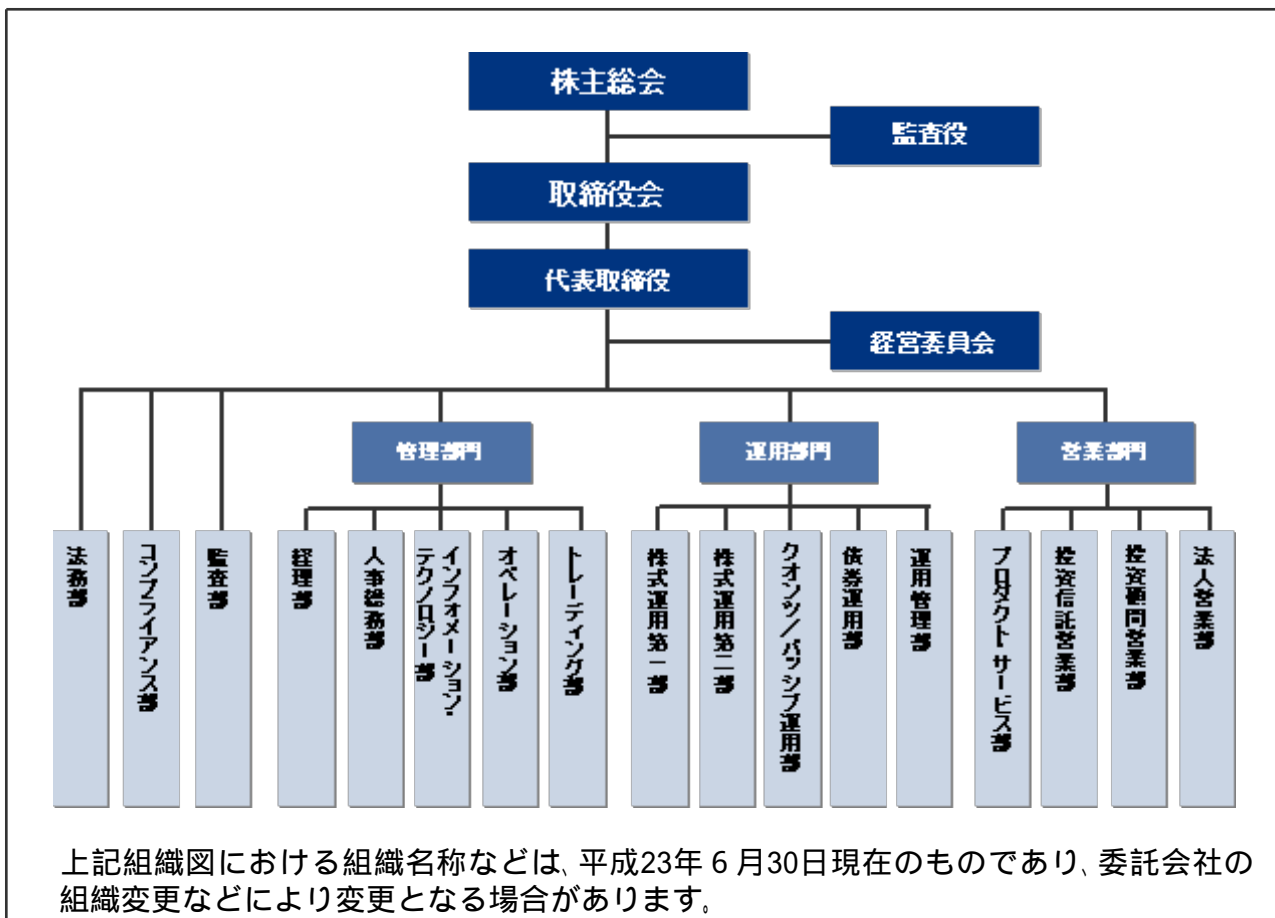 株主総会
監査役
取締役会
代表取締役
経営委員会
管理部門
運用部門
営業部門
法務部
コンプライアンス部
監査部
経理部
人事総務部
インフォメーション・
テクノロジー部
オペレーション部
トレーディング部
株式運用第一部
株式運用第二部
クオンツ/パッシブ運用部
債券運用部
運用管理部
プロダクトサービス部
投資信託営業部
投資顧問営業部
法人営業部
上記組織図における組織名称などは、平成23年6月30日現在のものであり、委託会社の
組織変更などにより変更となる場合があります。